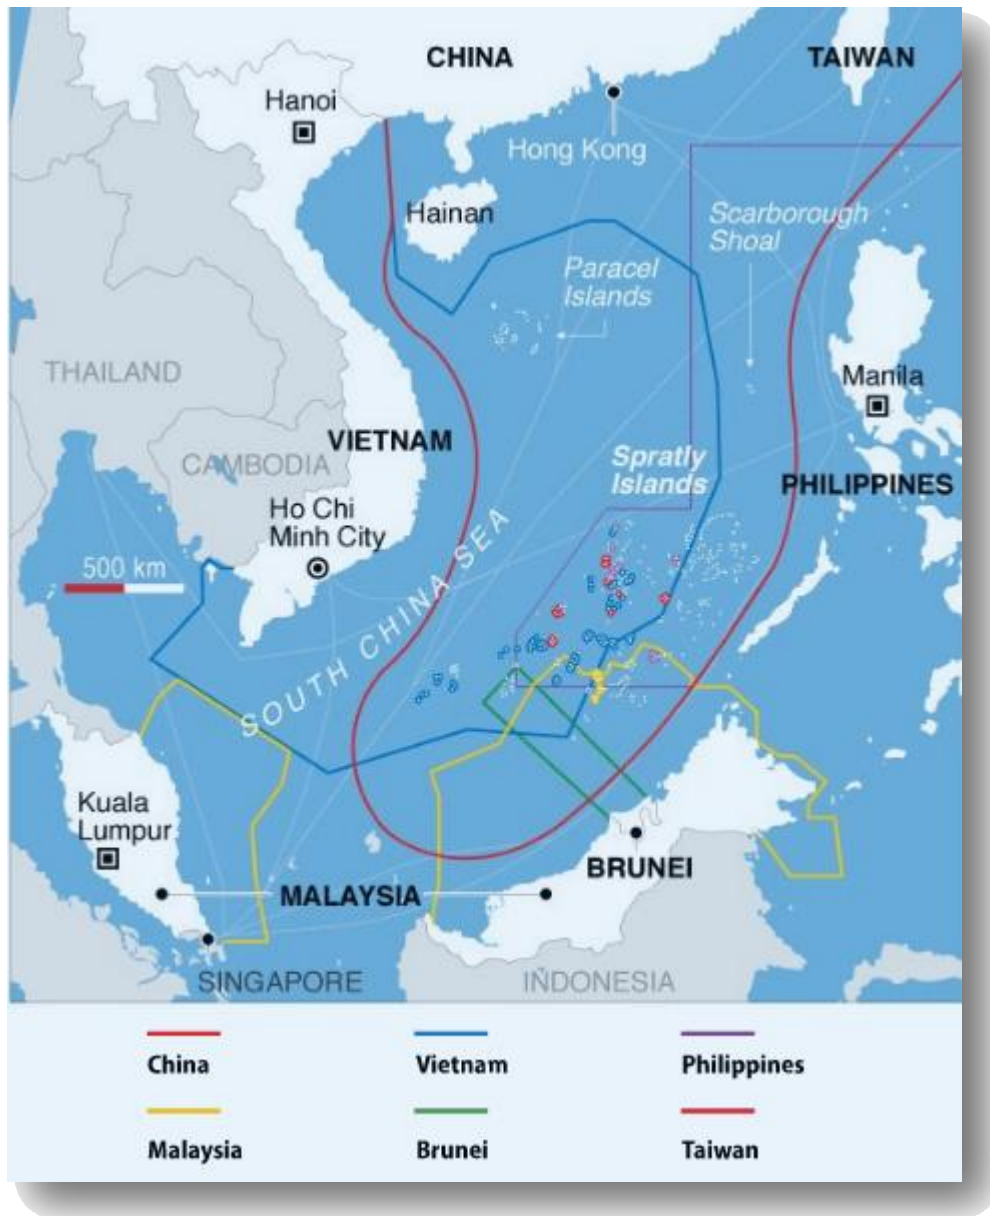 CHINA
TAIWAN
Hanoi
Hong Kong
Hainan
Scarborough
Shoal
Paracel
Islands
THAILAND
Manila
VIETNAM
CAMBODIA
Spratly
Islands
PHILIPPINES
Ho Chi
Minh City
500 km
SOUTH CHINA SEA
Kuala
Lumpur
BRUNEI
MALAYSIA
SINGAPORE
INDONESIA
China
Vietnam
Philippines
Malaysia
Brunei
Taiwan